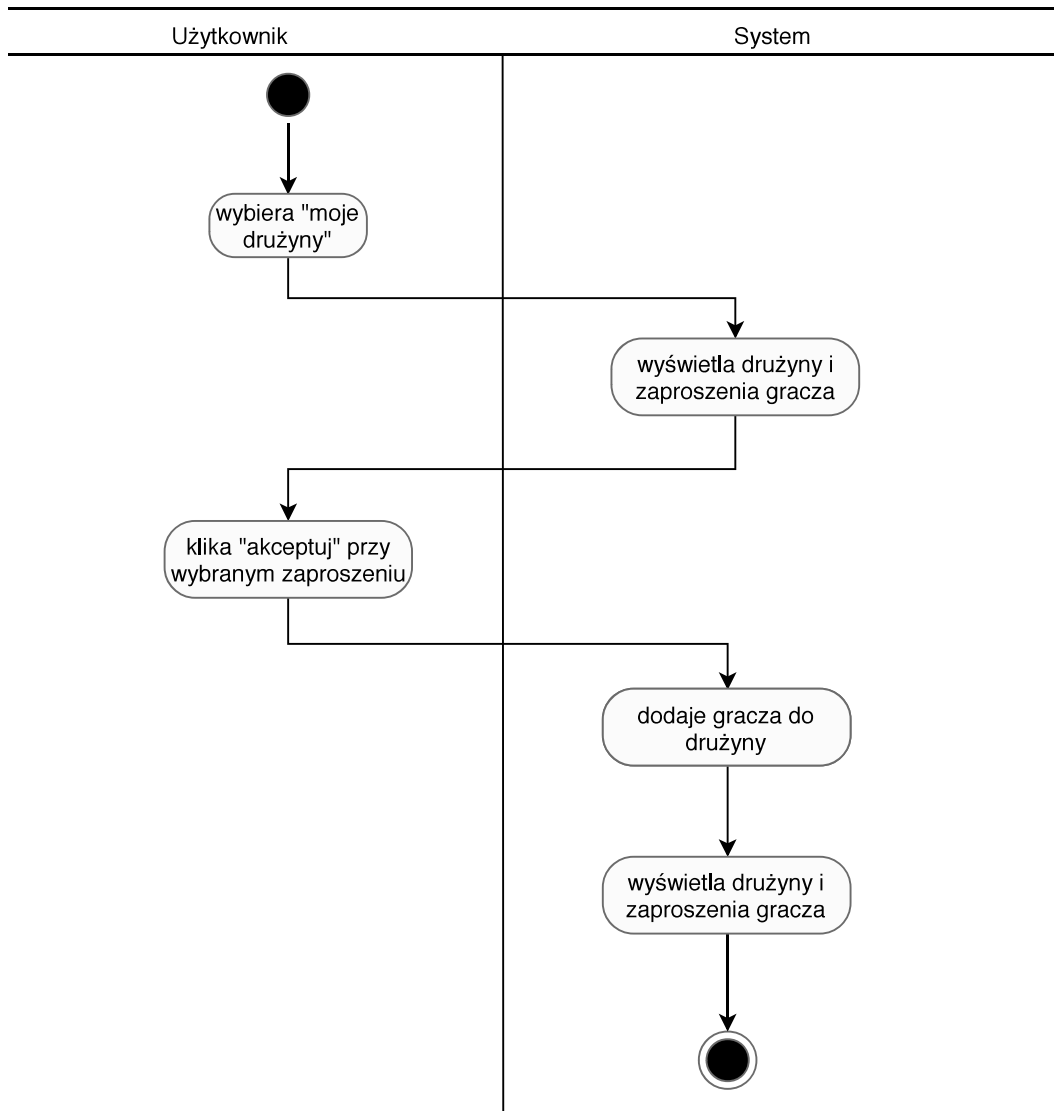 Użytkownik
System
wybiera "moje
drużyny"
wyświetla drużyny i
zaproszenia gracza
klika "akceptuj" przy
wybranym zaproszeniu
dodaje gracza do
drużyny
wyświetla drużyny i
zaproszenia gracza